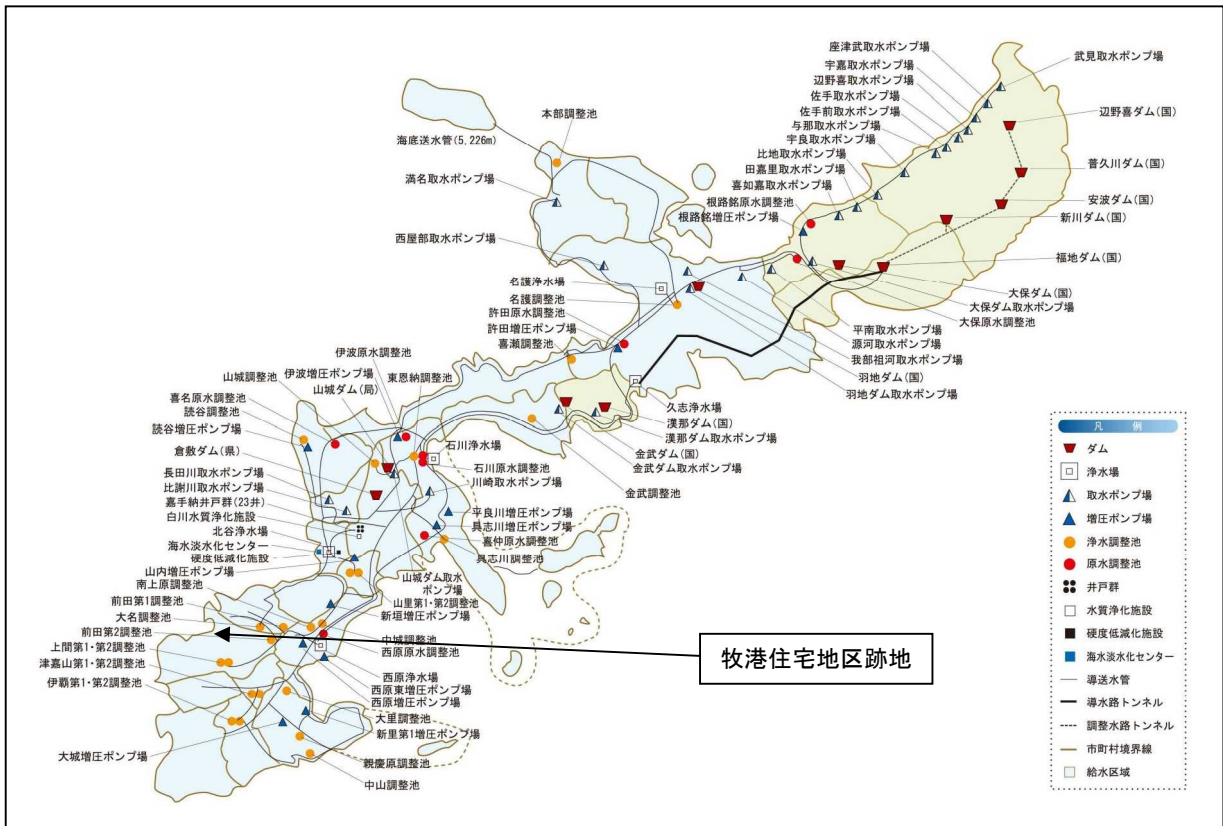 座津武取水ポンプ場
武見取水ポンプ場
宇嘉取水ポンプ場
辺野喜取水ポンプ場
佐手取水ポンプ場
佐手前取水ポンプ場
与那取水ポンプ場
宇良取水ポンプ場
比地取水ポンプ場
田嘉里取水ポンプ場
喜如嘉取水ポンプ場
根路銘原水調整池
根路銘増圧ポンプ場
辺野喜ダム(国)
普久川ダム(国)
安波ダム(国)
新川ダム(国)
福地ダム(国)
大保ダム(国)
大保ダム取水ポンプ場
大保原水調整池
本部調整池
海底送水管(5,226m)
満名取水ポンプ場
西屋部取水ポンプ場
名護浄水場
名護調整池
許田原水調整池
許田増圧ポンプ場
喜瀬調整池
平南取水ポンプ場
源河取水ポンプ場
我部祖河取水ポンプ場
羽地ダム(国)
羽地ダム取水ポンプ場
伊波原水調整池
伊波増圧ポンプ場
東恩納調整池
山城調整池
山城ダム(局)
喜名原水調整池
読谷調整池
読谷増圧ポンプ場
倉敷ダム(県)
長田川取水ポンプ場
比謝川取水ポンプ場
嘉手納井戸群(23井)
白川水質浄化施設
北谷浄水場
海水淡水化センター
硬度低減化施設
山内増圧ポンプ場
南上原調整池
前田第1調整池
大名調整池
前田第2調整池
上間第1・第2調整池
津嘉山第1・第2調整池
伊覇第1・第2調整池
大城増圧ポンプ場
久志浄水場
漢那ダム(国)
漢那ダム取水ポンプ場
金武ダム(国)
金武ダム取水ポンプ場
金武調整池
石川浄水場
石川原水調整池
川崎取水ポンプ場
平良川増圧ポンプ場
具志川増圧ポンプ場
喜仲原水調整池
具志川調整池
山城ダム取水
ポンプ場
山里第1・第2調整池
新垣増圧ポンプ場
中城調整池
西原原水調整池
西原浄水場
西原東増圧ポンプ場
西原増圧ポンプ場
大里調整池
新里第1増圧ポンプ場
親慶原調整池
中山調整池
牧港住宅地区跡地
凡 例
ダム
浄水場
取水ポンプ場
増圧ポンプ場
浄水調整池
原水調整池
井戸群
水質浄化施設
硬度低減化施設
海水淡水化センター
導送水管
導水路トンネル
調整水路トンネル
市町村境界線
給水区域